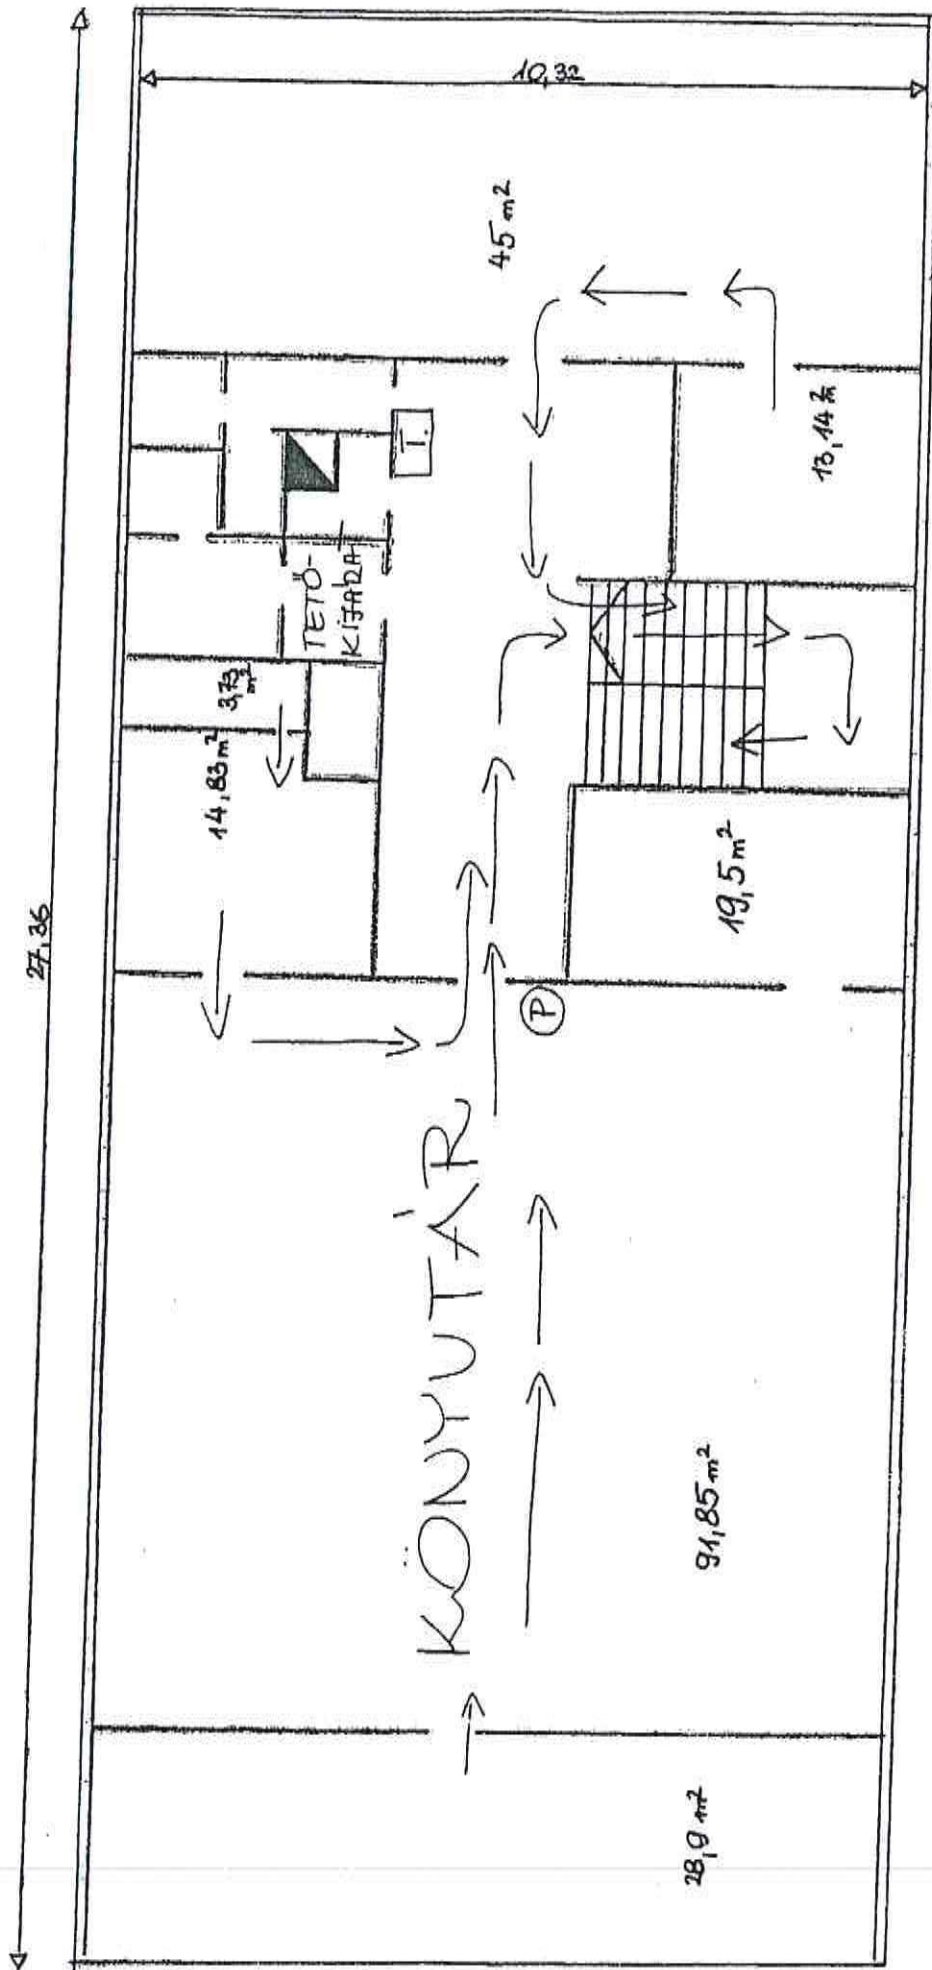 27,36
10,32
45 m²
13,14 m²
I.
TETŐ-
KIJÁRA
3,73
m²
14,83 m²
19,5 m²
P
KÖNYVTÁR
91,85 m²
28,9 m²